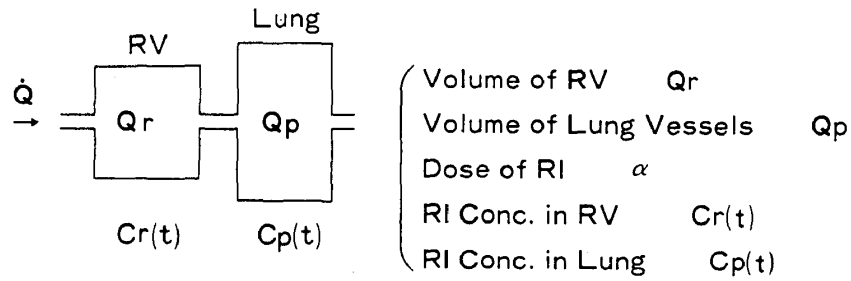 Lung
RV
Q̇
→
Qr
Qp
Cr(t)
Cp(t)
Volume of RV Qr
Volume of Lung Vessels Qp
Dose of RI α
RI Conc. in RV Cr(t)
RI Conc. in Lung Cp(t)